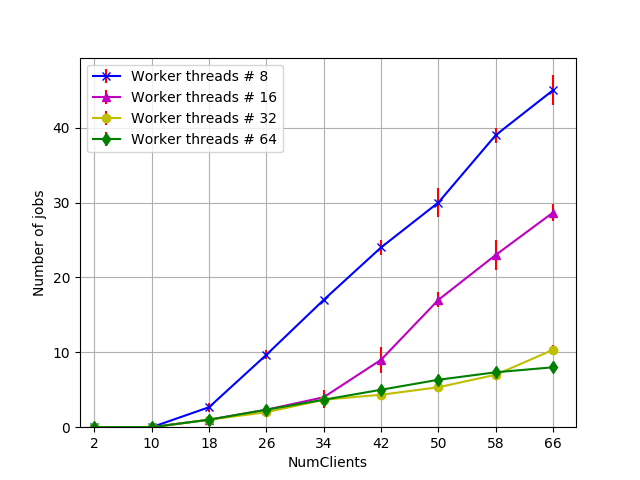 Worker threads # 8
Worker threads # 16
Worker threads # 32
Worker threads # 64
Number of jobs
40
30
20
10
0
2 10 18 26 34 42 50 58 66
NumClients